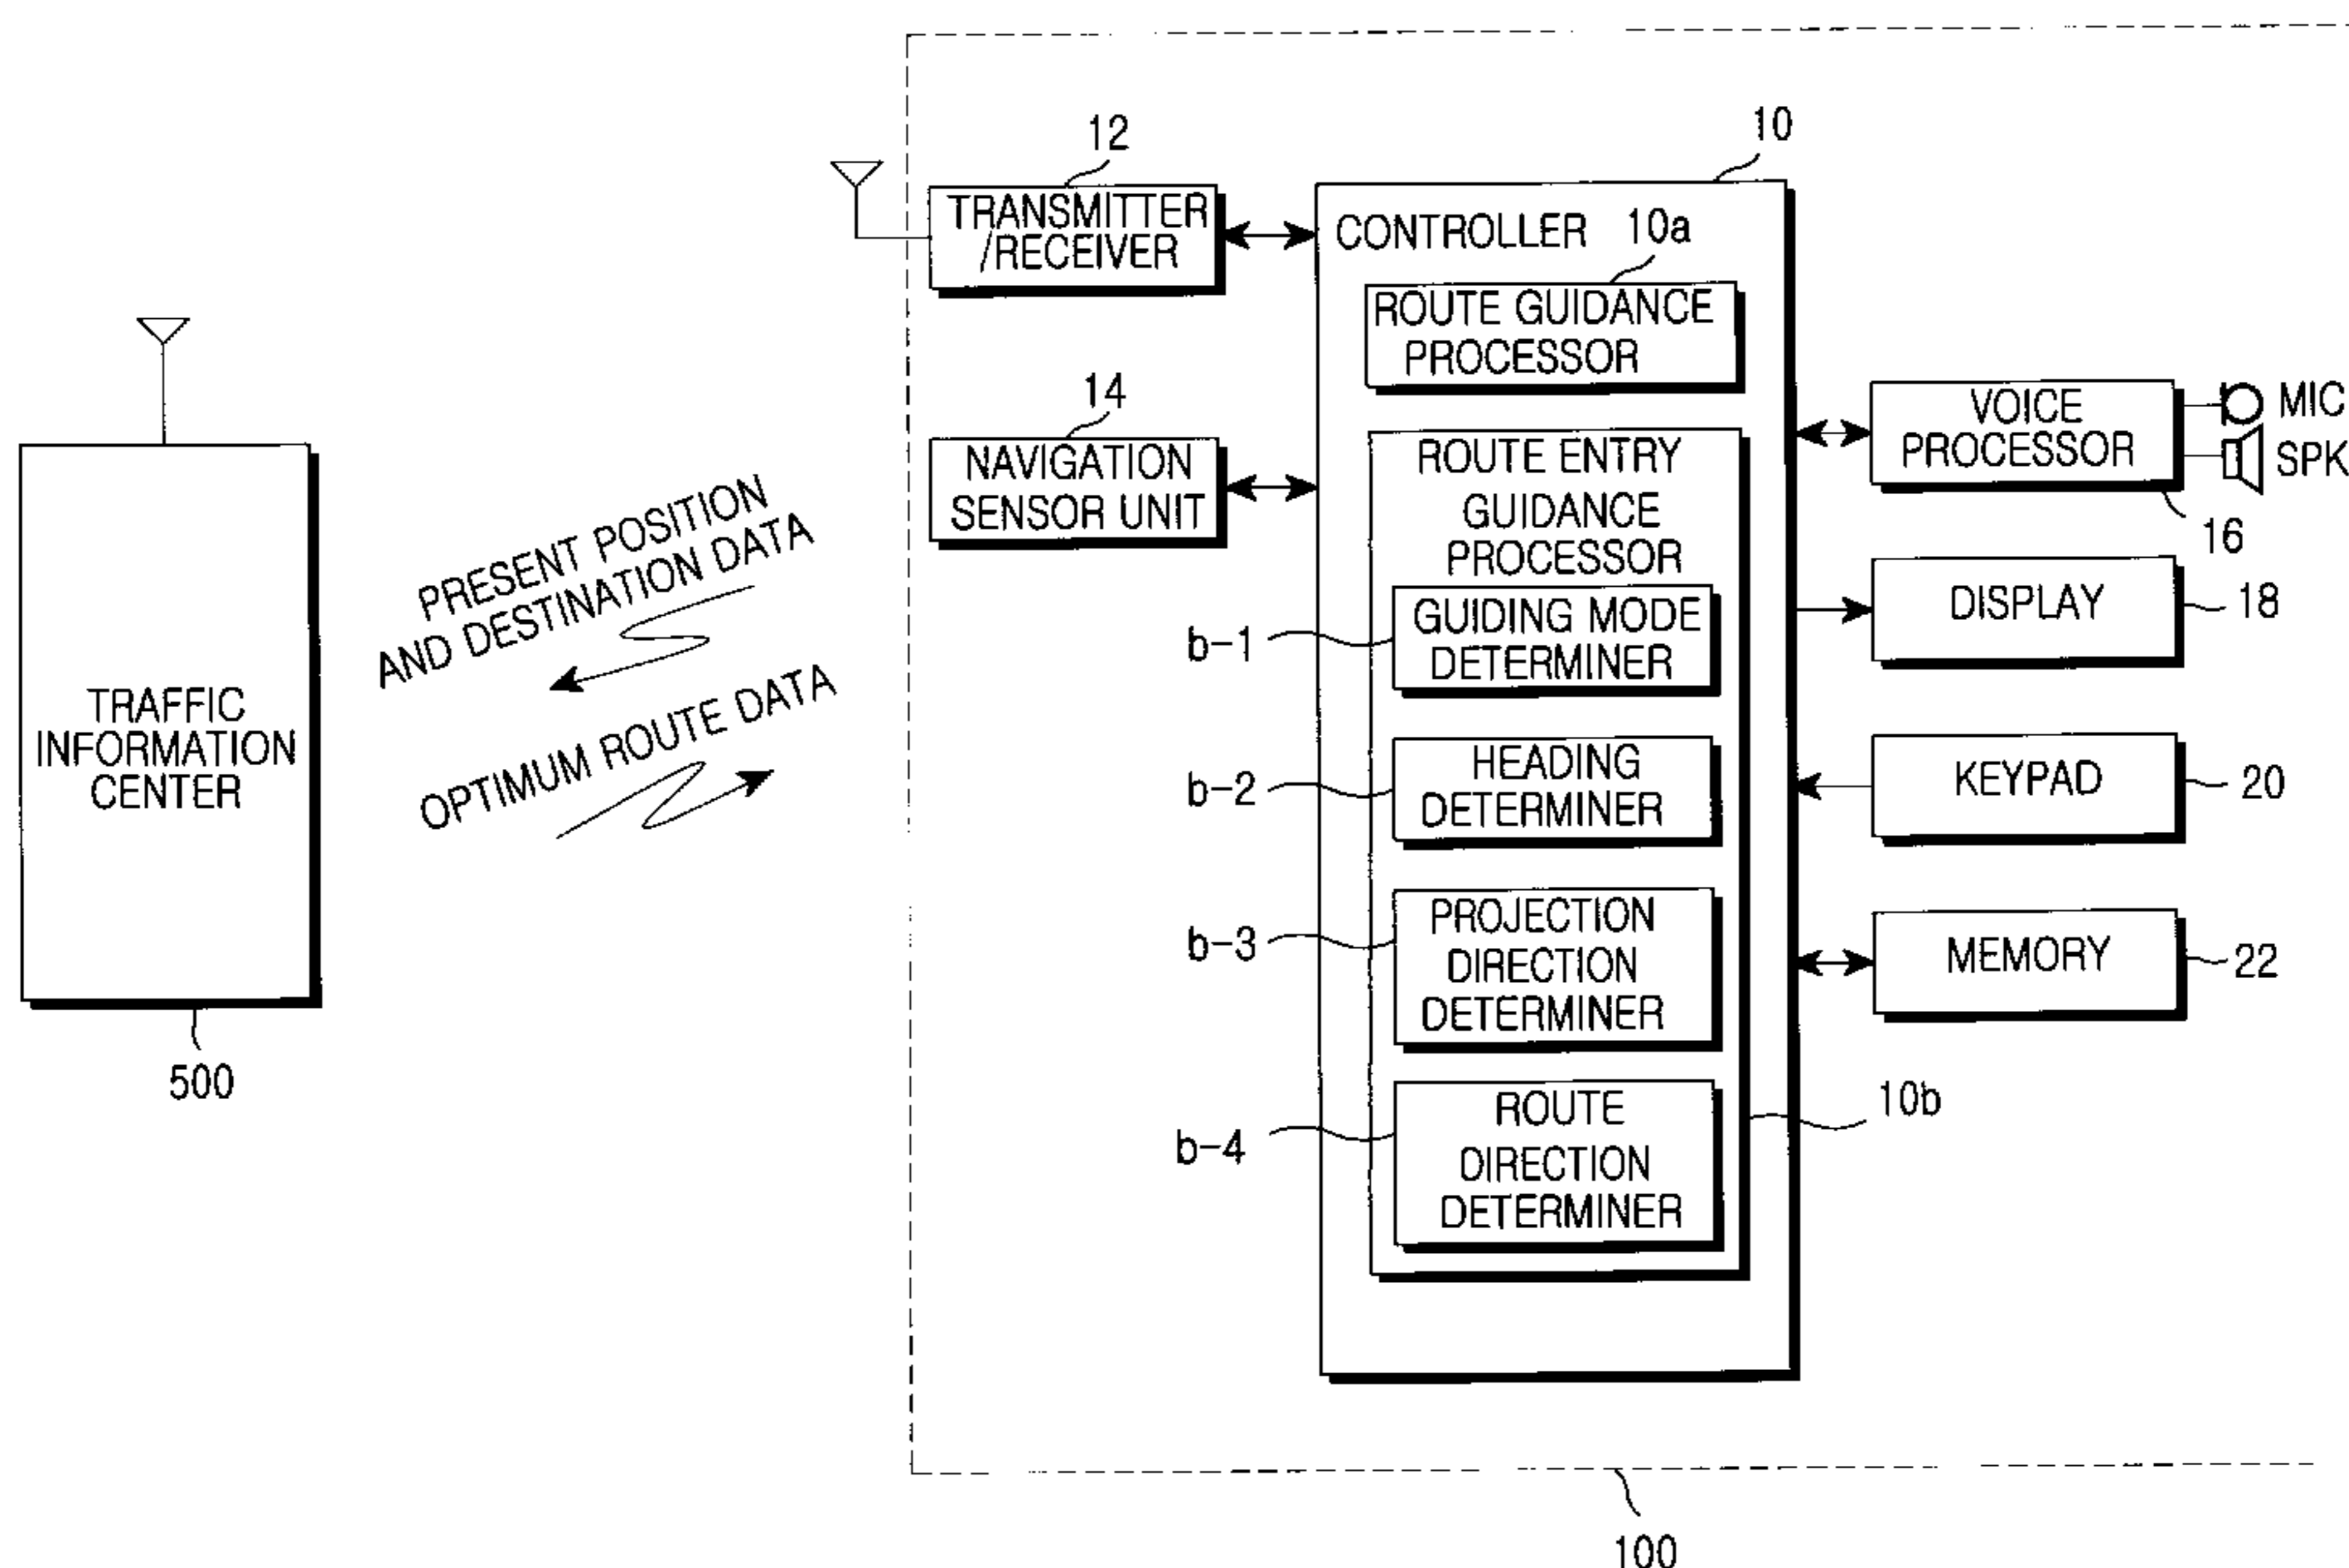 12
10
TRANSMITTER
/RECEIVER
CONTROLLER
10a
ROUTE GUIDANCE
PROCESSOR
14
NAVIGATION
SENSOR UNIT
VOICE
PROCESSOR
MIC
SPK
16
ROUTE ENTRY
GUIDANCE
PROCESSOR
PRESENT POSITION
AND DESTINATION DATA
OPTIMUM ROUTE DATA
TRAFFIC
INFORMATION
CENTER
500
b-1
GUIDING MODE
DETERMINER
DISPLAY
18
b-2
HEADING
DETERMINER
KEYPAD
20
b-3
PROJECTION
DIRECTION
DETERMINER
MEMORY
22
b-4
ROUTE
DIRECTION
DETERMINER
10b
100